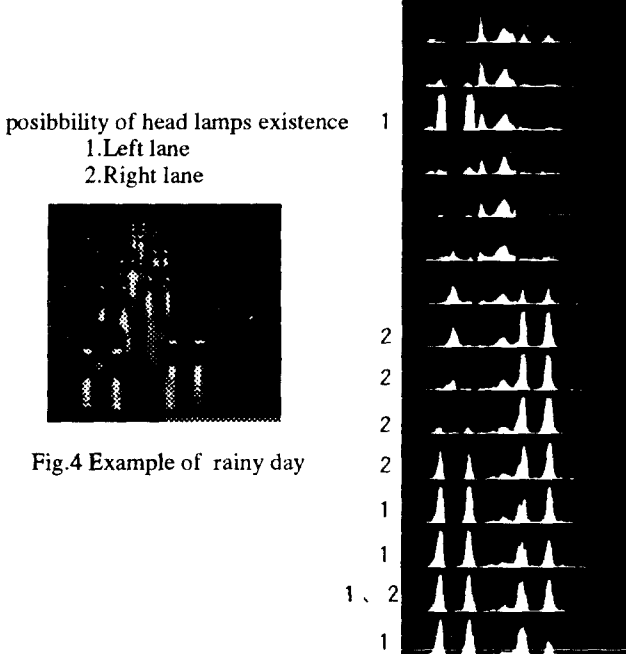 posibbility of head lamps existence
1.Left lane
2.Right lane
Fig.4 Example of rainy day
1
2
2
2
2
1
1
1、2
1